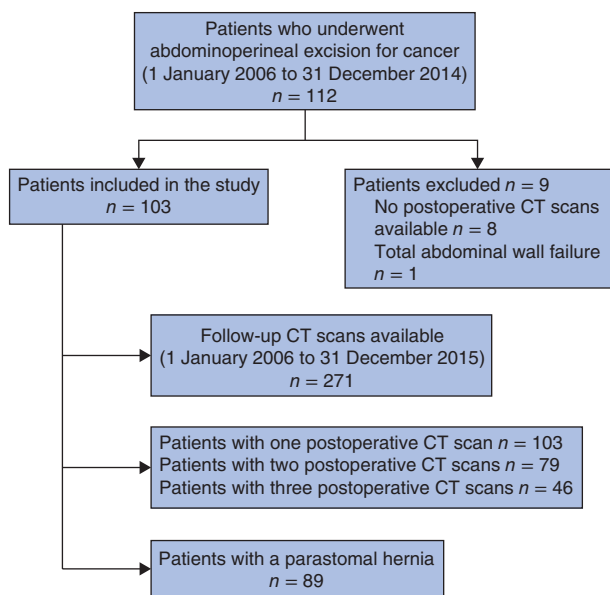 Patients who underwent
abdominoperineal excision for cancer
(1 January 2006 to 31 December 2014)
n = 112
Patients included in the study
n = 103
Patients excluded n = 9
No postoperative CT scans
available n = 8
Total abdominal wall failure
n = 1
Follow-up CT scans available
(1 January 2006 to 31 December 2015)
n = 271
Patients with one postoperative CT scan n = 103
Patients with two postoperative CT scans n = 79
Patients with three postoperative CT scans n = 46
Patients with a parastomal hernia
n = 89